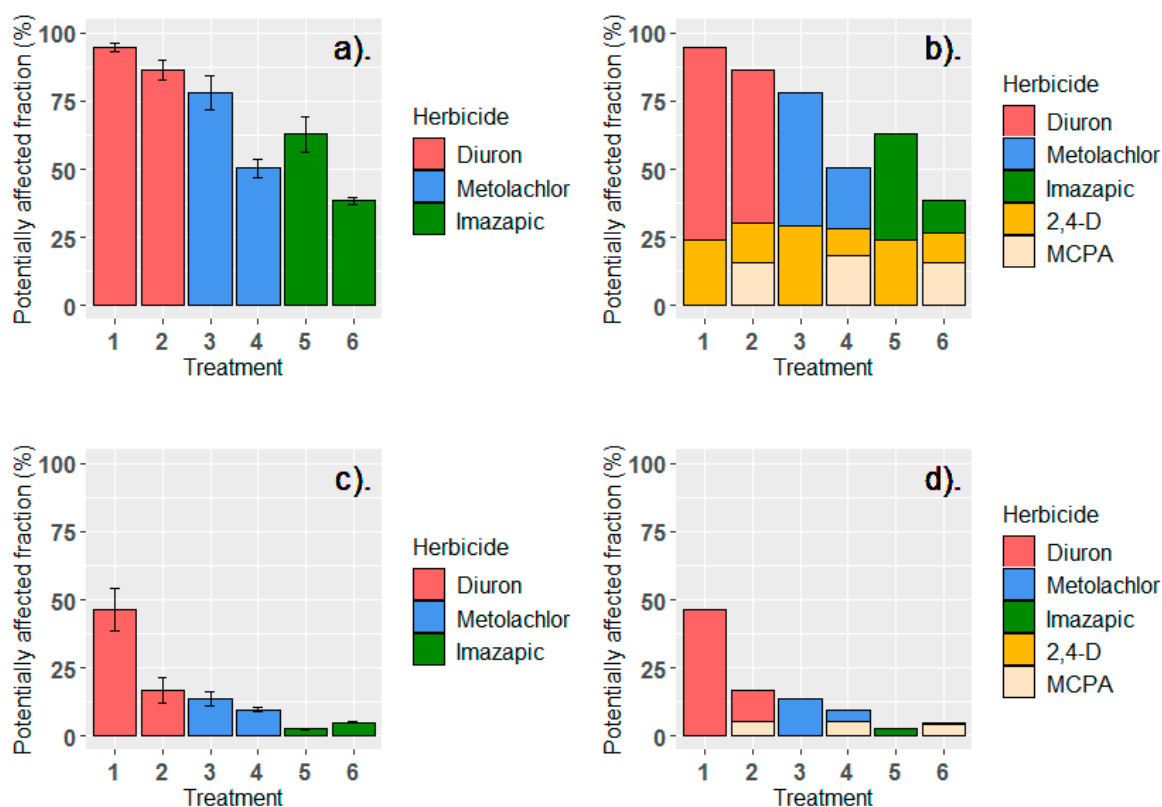 Potentially affected fraction (%)
100
75
50
25
0
a).
1 2 3 4 5 6
Treatment
Herbicide
Diuron
Metolachlor
Imazapic
Potentially affected fraction (%)
100
75
50
25
0
b).
1 2 3 4 5 6
Treatment
Herbicide
Diuron
Metolachlor
Imazapic
2,4-D
MCPA
Potentially affected fraction (%)
100
75
50
25
0
c).
1 2 3 4 5 6
Treatment
Herbicide
Diuron
Metolachlor
Imazapic
Potentially affected fraction (%)
100
75
50
25
0
d).
1 2 3 4 5 6
Treatment
Herbicide
Diuron
Metolachlor
Imazapic
2,4-D
MCPA